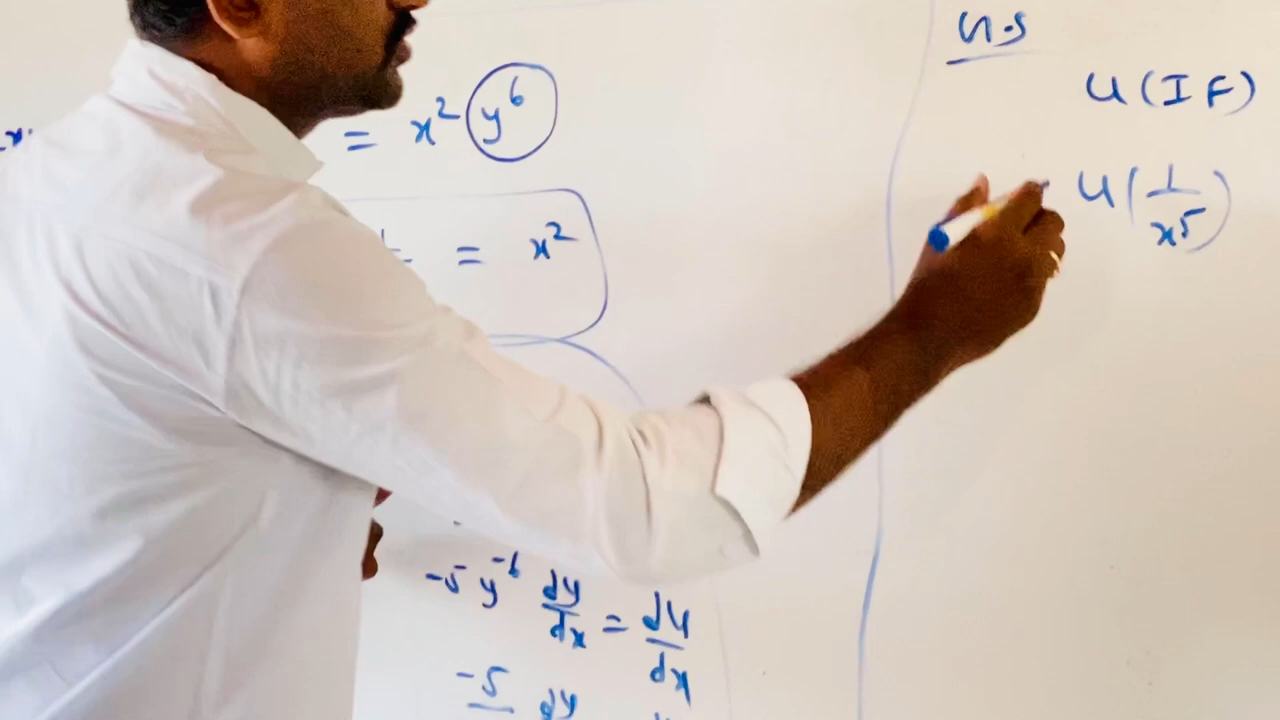 = x² y⁶
= x²
-5 y⁻⁶ dy/dx = du/dx
-5 dy
u.s
u(IF)
u(1/x⁵)